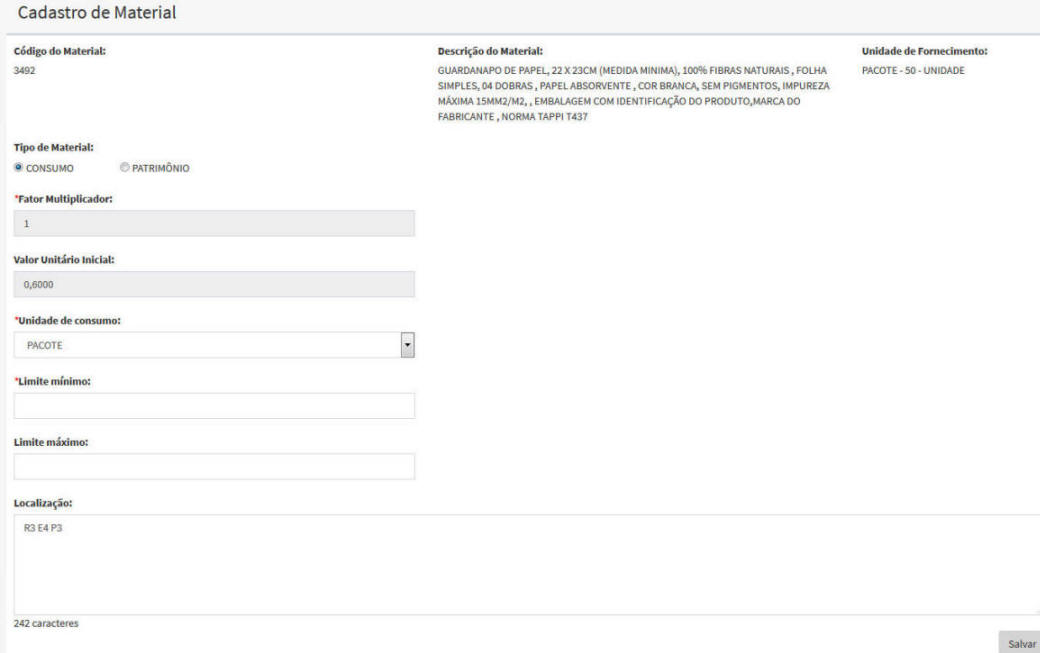 Cadastro de Material
Código do Material:
3492
Descrição do Material:
GUARDANAPO DE PAPEL, 22 X 23CM (MEDIDA MINIMA), 100% FIBRAS NATURAIS , FOLHA
SIMPLES, 04 DOBRAS , PAPEL ABSORVENTE , COR BRANCA, SEM PIGMENTOS, IMPUREZA
MÁXIMA 15MM2/M2, , EMBALAGEM COM IDENTIFICAÇÃO DO PRODUTO,MARCA DO
FABRICANTE , NORMA TAPPI T437
Unidade de Fornecimento:
PACOTE - 50 - UNIDADE
Tipo de Material:
CONSUMO PATRIMÔNIO
*Fator Multiplicador:
1
Valor Unitário Inicial:
0,6000
*Unidade de consumo:
PACOTE
*Limite mínimo:
Limite máximo:
Localização:
R3 E4 P3
242 caracteres
Salvar